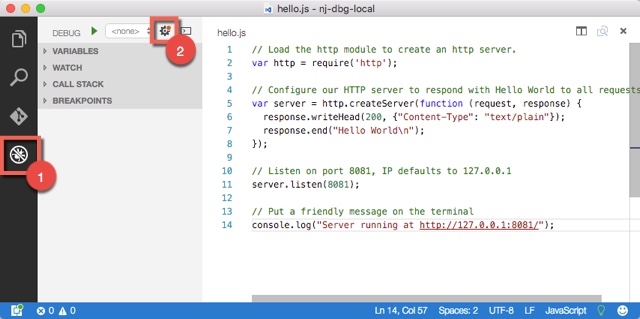 hello.js - nj-dbg-local
DEBUG
<none>
hello.js
2
VARIABLES
WATCH
CALL STACK
BREAKPOINTS
1
1 // Load the http module to create an http server.
2 var http = require('http');
3
4 // Configure our HTTP server to respond with Hello World to all requests
5 var server = http.createServer(function (request, response) {
6 response.writeHead(200, {"Content-Type": "text/plain"});
7 response.end("Hello World\n");
8 });
9
10 // Listen on port 8081, IP defaults to 127.0.0.1
11 server.listen(8081);
12
13 // Put a friendly message on the terminal
14 console.log("Server running at http://127.0.0.1:8081/");
0 0 Ln 14, Col 57 Spaces: 2 UTF-8 LF JavaScript